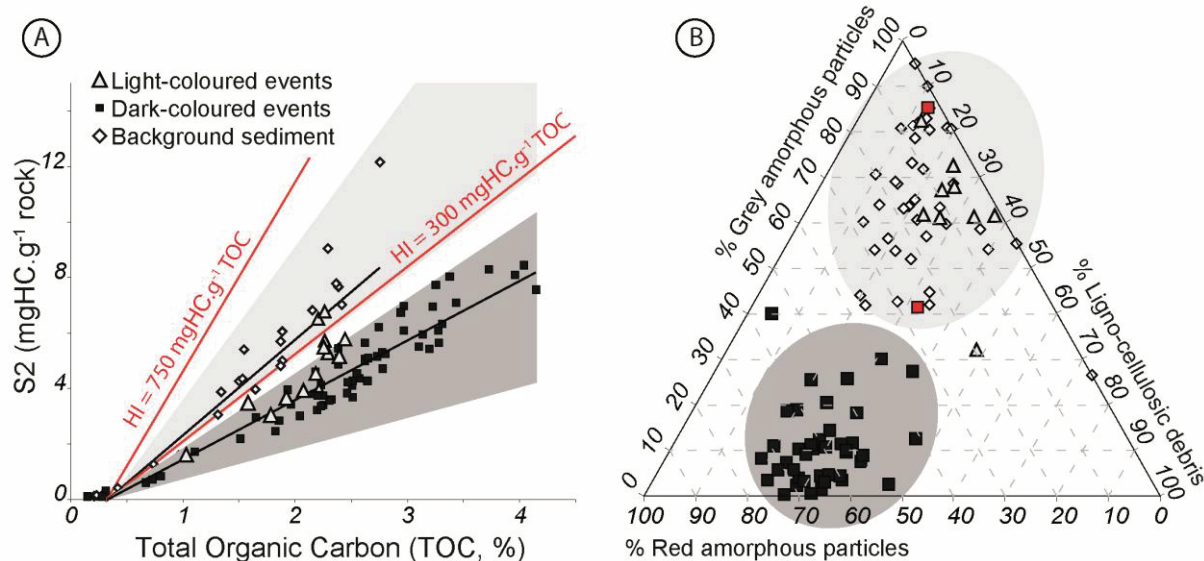 A
Light-coloured events
Dark-coloured events
Background sediment
S2 (mgHC.g⁻¹ rock)
12
8
4
0
HI = 750 mgHC.g⁻¹ TOC
HI = 300 mgHC.g⁻¹ TOC
0 1 2 3 4
Total Organic Carbon (TOC, %)
B
% Grey amorphous particles
100
90
80
70
60
50
40
30
20
10
0
% Ligno-cellulosic debris
0
10
20
30
40
50
60
70
80
90
100
100 90 80 70 60 50 40 30 20 10 0
% Red amorphous particles